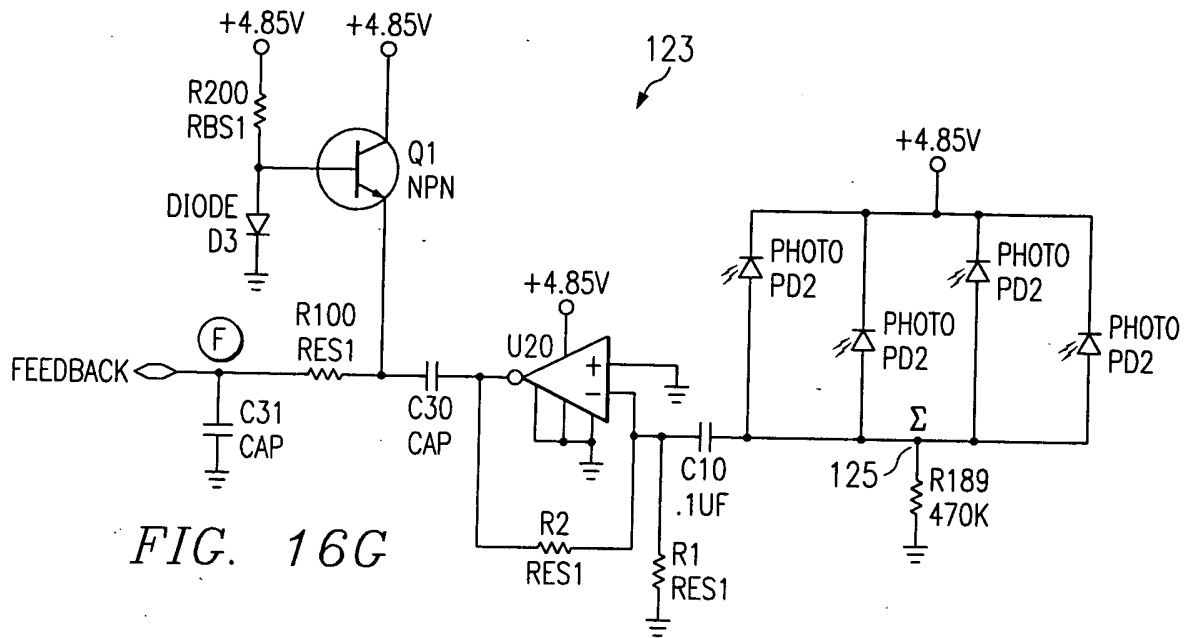 +4.85V
+4.85V
123
R200
RBS1
Q1
NPN
+4.85V
DIODE
D3
PHOTO
PD2
PHOTO
PD2
+4.85V
R100
RES1
F
U20
PHOTO
PD2
PHOTO
PD2
FEEDBACK
+
−
C31
CAP
C30
CAP
Σ
C10
.1UF
125
R189
470K
R2
RES1
R1
RES1
FIG. 16G